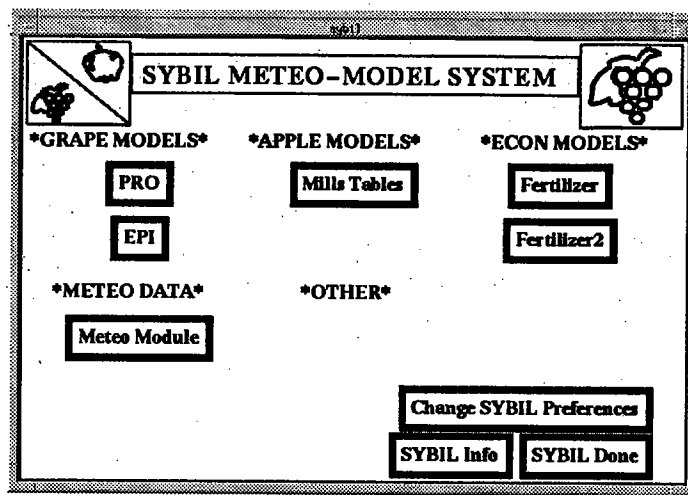 sybil
SYBIL METEO-MODEL SYSTEM
*GRAPE MODELS* *APPLE MODELS* *ECON MODELS*
PRO Mills Tables Fertilizer
EPI Fertilizer2
*METEO DATA* *OTHER*
Meteo Module
Change SYBIL Preferences
SYBIL Info SYBIL Done